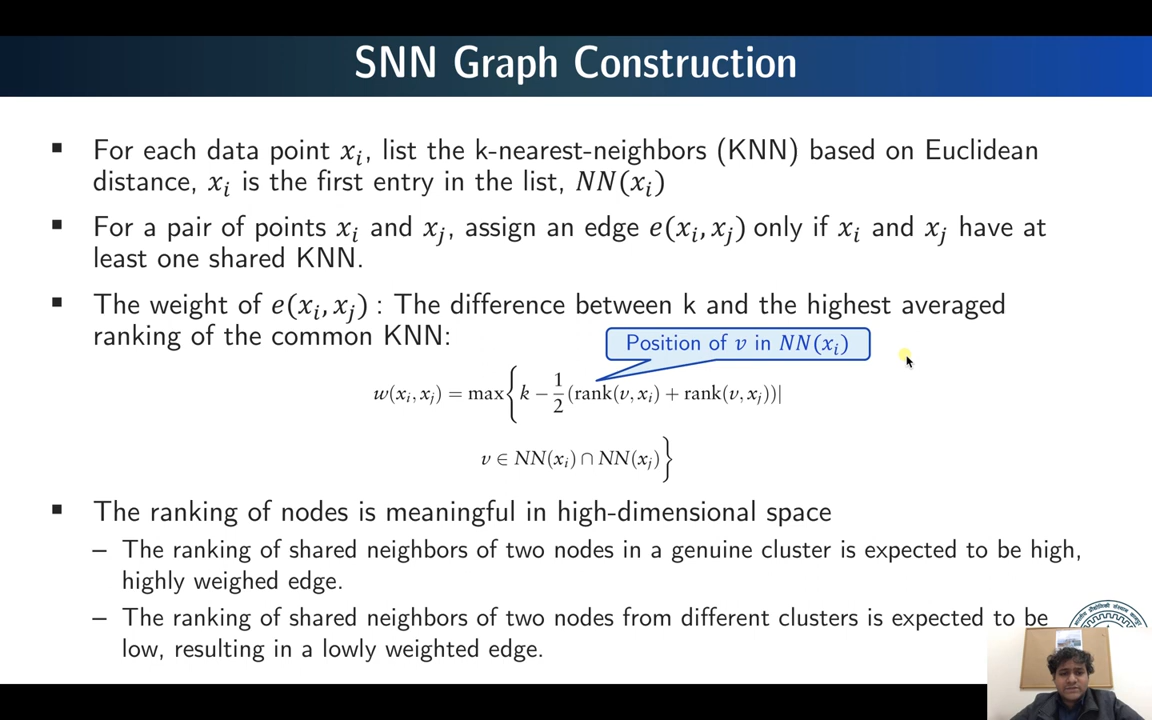 SNN Graph Construction
▪ For each data point xᵢ, list the k-nearest-neighbors (KNN) based on Euclidean
distance, xᵢ is the first entry in the list, NN(xᵢ)
▪ For a pair of points xᵢ and xⱼ, assign an edge e(xᵢ, xⱼ) only if xᵢ and xⱼ have at
least one shared KNN.
▪ The weight of e(xᵢ, xⱼ) : The difference between k and the highest averaged
ranking of the common KNN:
Position of v in NN(xᵢ)
w(xᵢ, xⱼ) = max{k − 1/2 (rank(v, xᵢ) + rank(v, xⱼ))|
v ∈ NN(xᵢ) ∩ NN(xⱼ)}
▪ The ranking of nodes is meaningful in high-dimensional space
– The ranking of shared neighbors of two nodes in a genuine cluster is expected to be high,
highly weighed edge.
– The ranking of shared neighbors of two nodes from different clusters is expected to be
low, resulting in a lowly weighted edge.